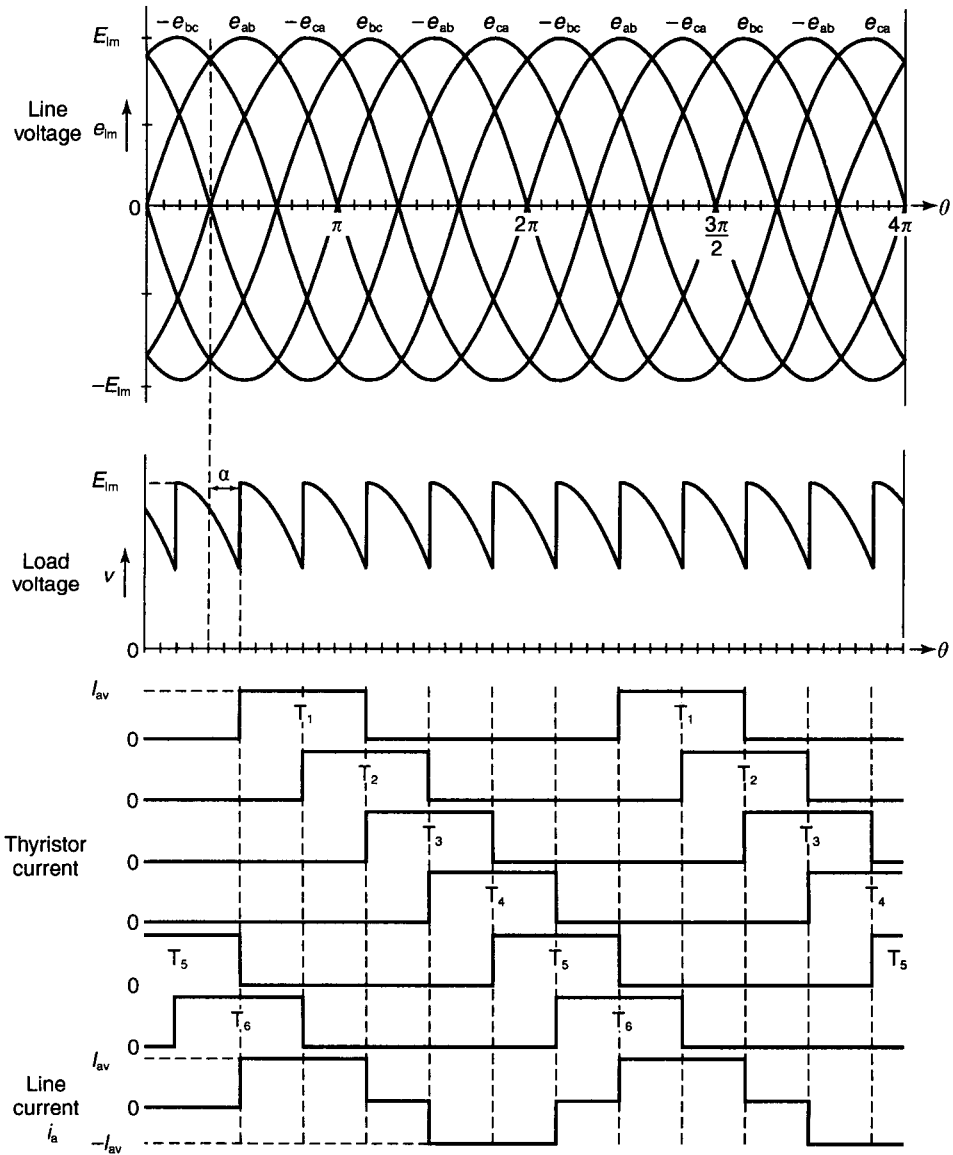 −e_bc e_ab −e_ca e_bc −e_ab e_ca −e_bc e_ab −e_ca e_bc −e_ab e_ca
E_lm
Line
voltage
e_lm
0
π
2π
3π/2
4π
θ
−E_lm
E_lm
α
Load
voltage
v
0
θ
I_av
T_1
T_1
0
T_2
T_2
0
Thyristor
current
T_3
T_3
0
T_4
T_4
0
T_5
T_5
T_5
0
T_6
T_6
0
I_av
Line
current
i_a
0
−I_av